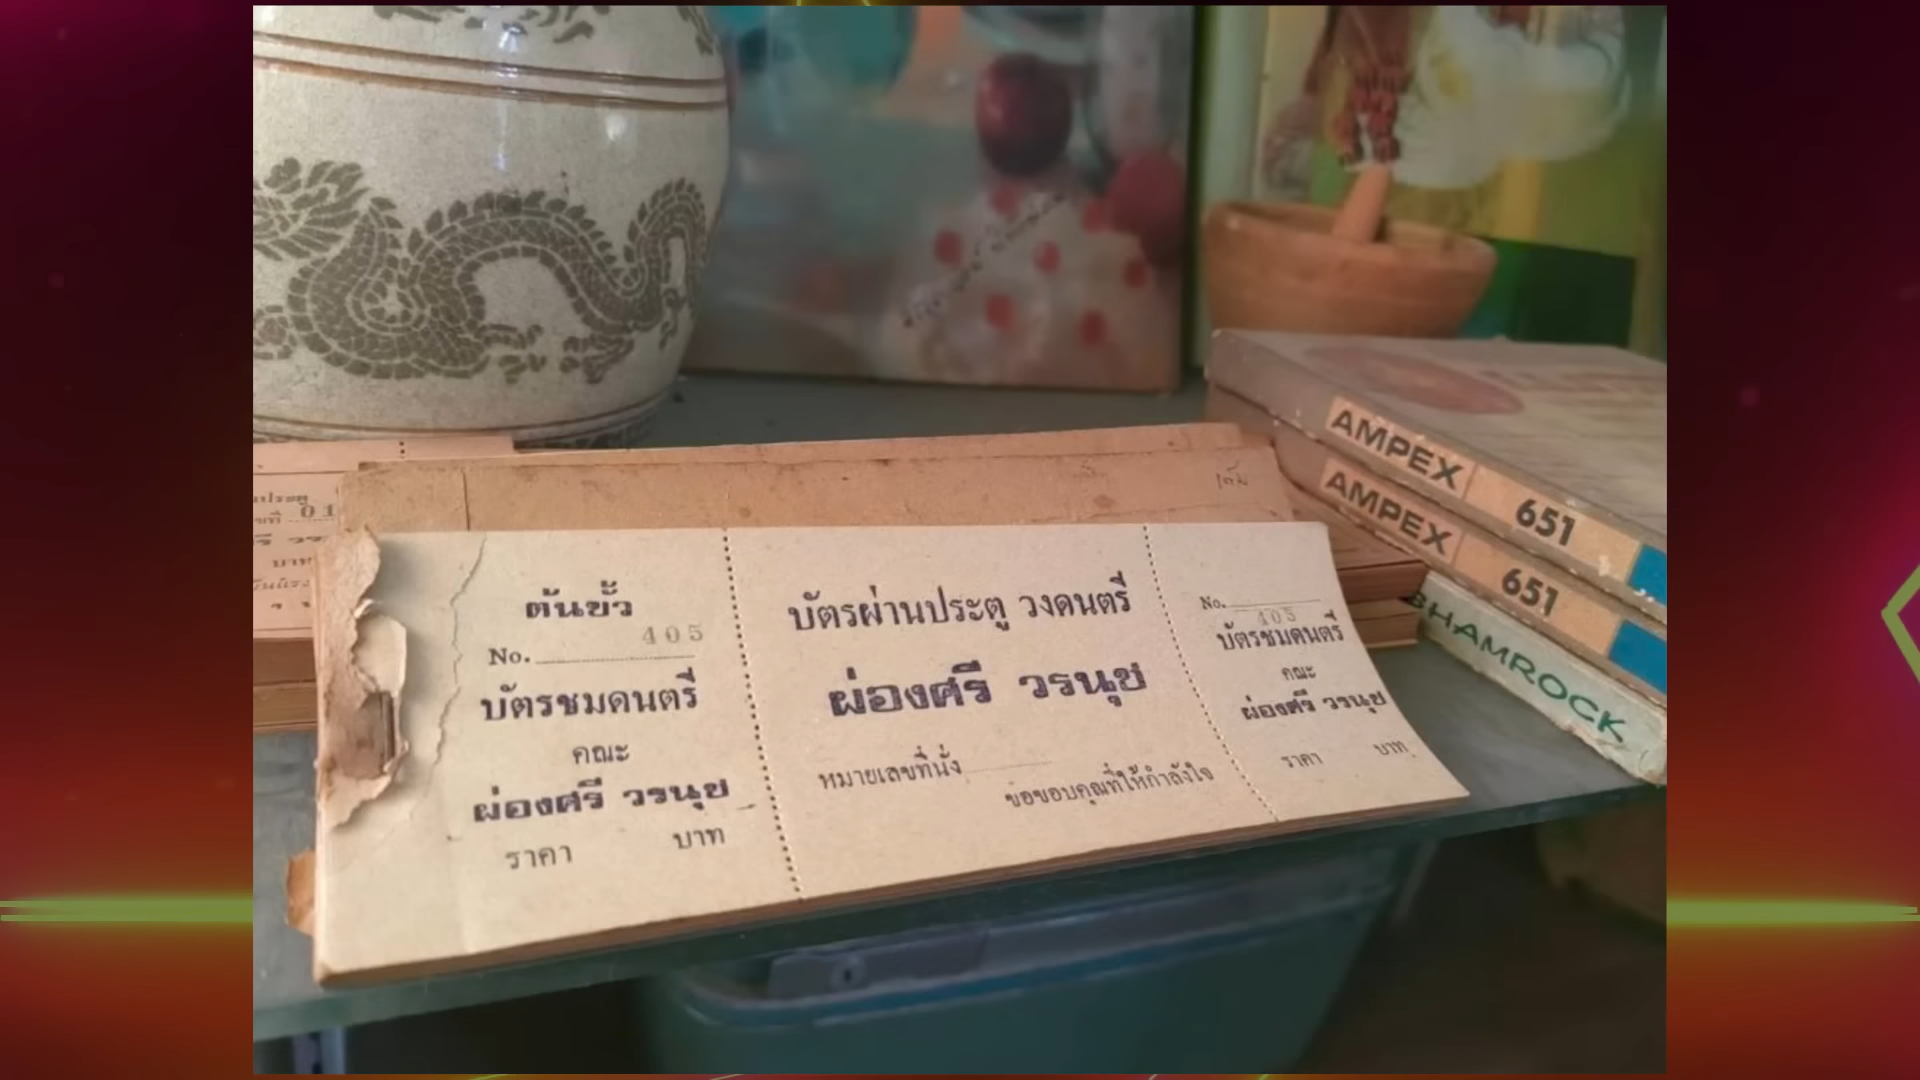 ต้นขั้ว
No. 405
บัตรชมดนตรี
คณะ
ผ่องศรี วรนุช
ราคา บาท
บัตรผ่านประตู วงดนตรี
ผ่องศรี วรนุช
หมายเลขที่นั่ง
ขอขอบคุณที่ให้กำลังใจ
No. 405
บัตรชมดนตรี
คณะ
ผ่องศรี วรนุช
ราคา บาท
AMPEX 651
AMPEX 651
SHAMROCK
01
บาท